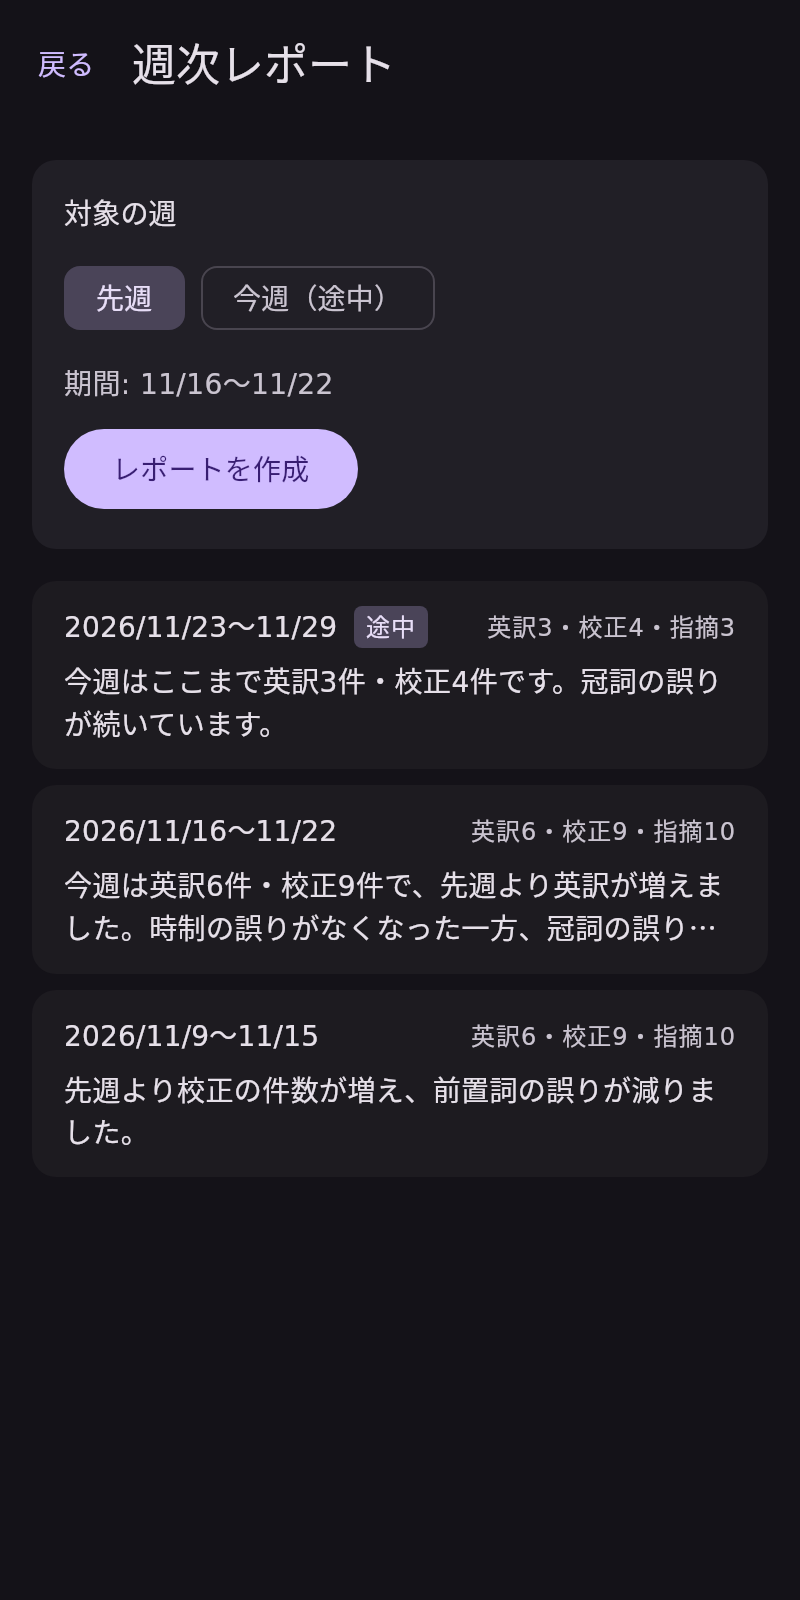 戻る 週次レポート
対象の週
先週 今週（途中）
期間: 11/16〜11/22
レポートを作成
2026/11/23〜11/29 途中 英訳3・校正4・指摘3
今週はここまで英訳3件・校正4件です。冠詞の誤り
が続いています。
2026/11/16〜11/22 英訳6・校正9・指摘10
今週は英訳6件・校正9件で、先週より英訳が増えま
した。時制の誤りがなくなった一方、冠詞の誤り…
2026/11/9〜11/15 英訳6・校正9・指摘10
先週より校正の件数が増え、前置詞の誤りが減りま
した。